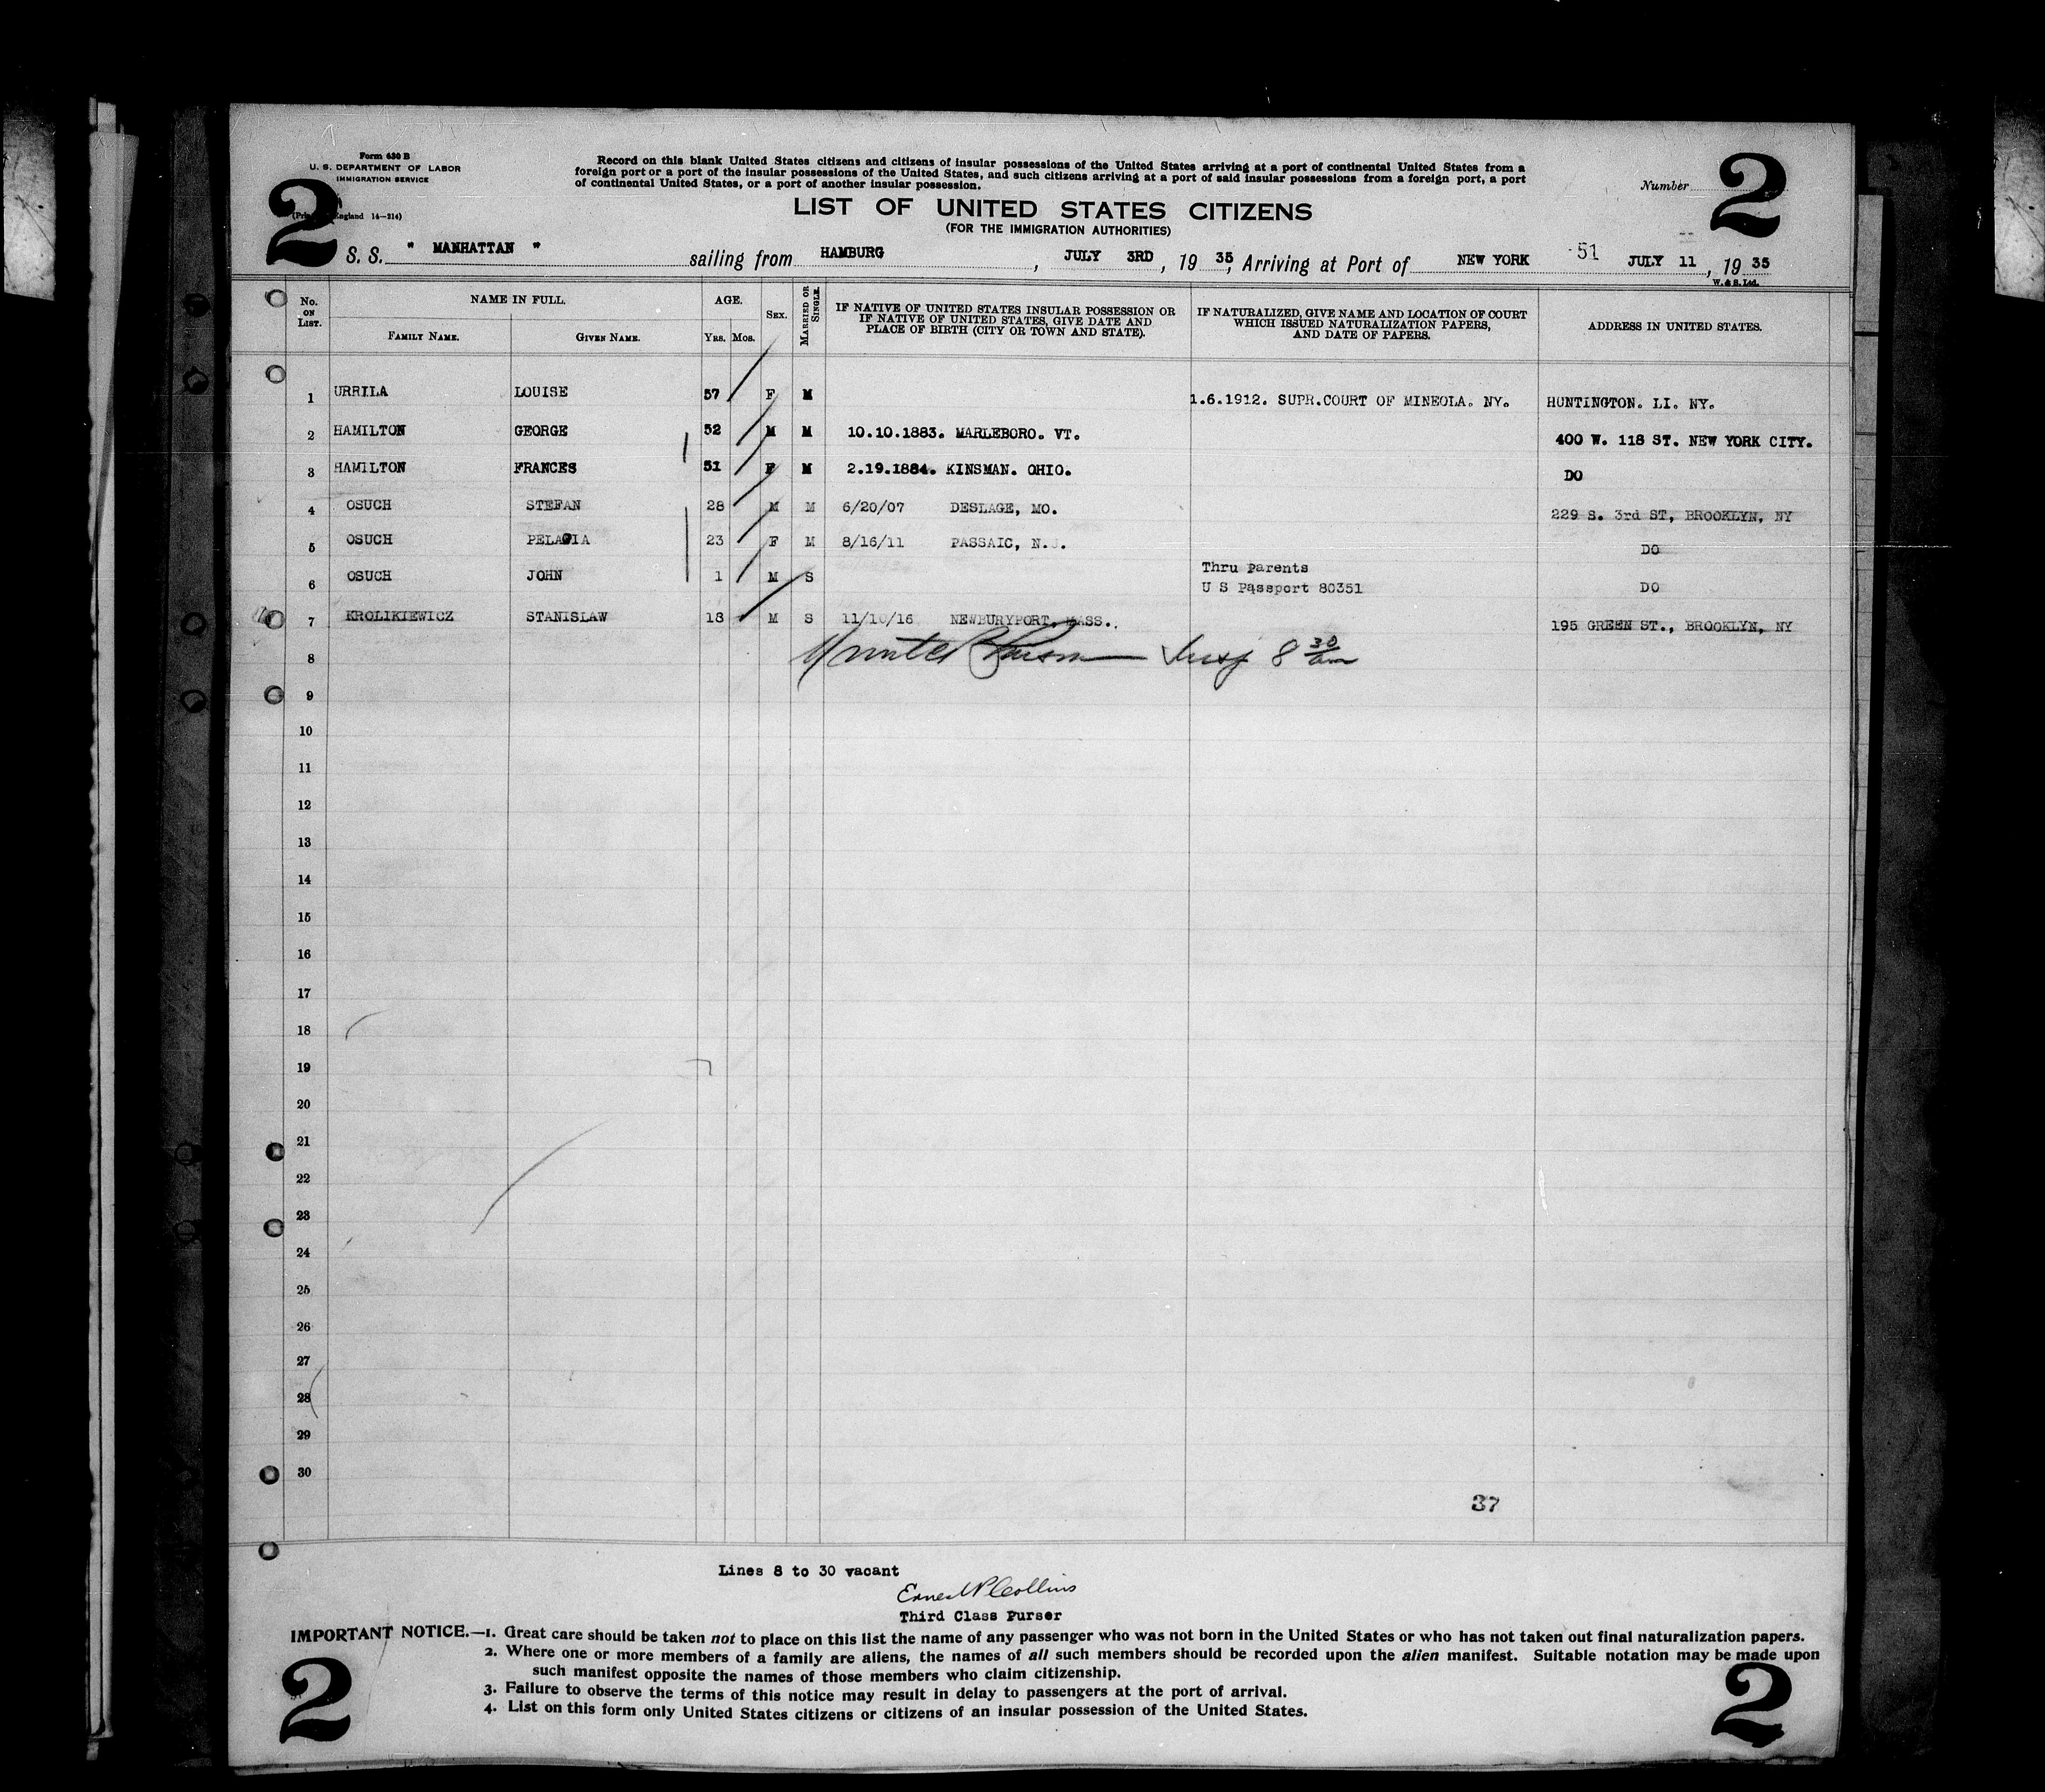 Form 630 B
U. S. DEPARTMENT OF LABOR
IMMIGRATION SERVICE
England 14—214)
2
Record on this blank United States citizens and citizens of insular possessions of the United States arriving at a port of continental United States from a
foreign port or a port of the insular possessions of the United States, and such citizens arriving at a port of said insular possessions from a foreign port, a port
of continental United States, or a port of another insular possession.
Number 2
LIST OF UNITED STATES CITIZENS
(FOR THE IMMIGRATION AUTHORITIES)
S. S. " MANHATTAN " sailing from HAMBURG, JULY 3RD, 19 35, Arriving at Port of NEW YORK 51 JULY 11, 19 35
W. & S. Ltd.
No. ON LIST. NAME IN FULL. FAMILY NAME. GIVEN NAME. AGE. YRS. MOS. SEX. MARRIED OR SINGLE.
IF NATIVE OF UNITED STATES INSULAR POSSESSION OR
IF NATIVE OF UNITED STATES, GIVE DATE AND
PLACE OF BIRTH (CITY OR TOWN AND STATE).
IF NATURALIZED, GIVE NAME AND LOCATION OF COURT
WHICH ISSUED NATURALIZATION PAPERS,
AND DATE OF PAPERS.
ADDRESS IN UNITED STATES.
1 URRILA LOUISE 57 F M 1.6.1912. SUPR.COURT OF MINEOLA. NY. HUNTINGTON. LI. NY.
2 HAMILTON GEORGE 52 M M 10.10.1883. MARLEBORO. VT. 400 W. 118 ST. NEW YORK CITY.
3 HAMILTON FRANCES 51 F M 2.19.1884. KINSMAN. OHIO. DO
4 OSUCH STEFAN 28 M M 6/20/07 DESLAGE, MO. 229 S. 3rd ST, BROOKLYN, NY
5 OSUCH PELAGIA 23 F M 8/16/11 PASSAIC, N.J. DO
6 OSUCH JOHN 1 M S Thru Parents
U S Passport 80351 DO
7 KROLIKIEWICZ STANISLAW 18 M S 11/10/16 NEWBURYPORT, MASS. 195 GREEN ST., BROOKLYN, NY
8 Insp 8 30 am
9
10
11
12
13
14
15
16
17
18
19
20
21
22
23
24
25
26
27
28
29
30
37
Lines 8 to 30 vacant
Ernest P Collins
Third Class Purser
IMPORTANT NOTICE.—1. Great care should be taken not to place on this list the name of any passenger who was not born in the United States or who has not taken out final naturalization papers.
2. Where one or more members of a family are aliens, the names of all such members should be recorded upon the alien manifest. Suitable notation may be made upon
such manifest opposite the names of those members who claim citizenship.
3. Failure to observe the terms of this notice may result in delay to passengers at the port of arrival.
4. List on this form only United States citizens or citizens of an insular possession of the United States.
2
2